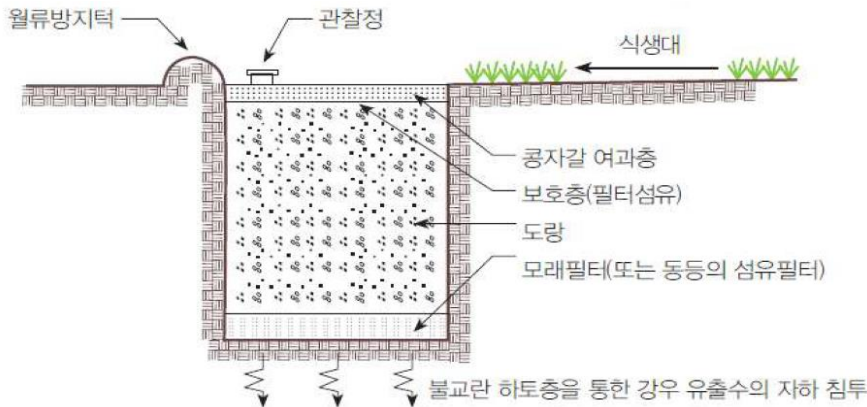 월류방지턱
관찰정
식생대
콩자갈 여과층
보호층(필터섬유)
도랑
모래필터(또는 동등의 섬유필터)
불교란 하토층을 통한 강우 유출수의 자하 침투